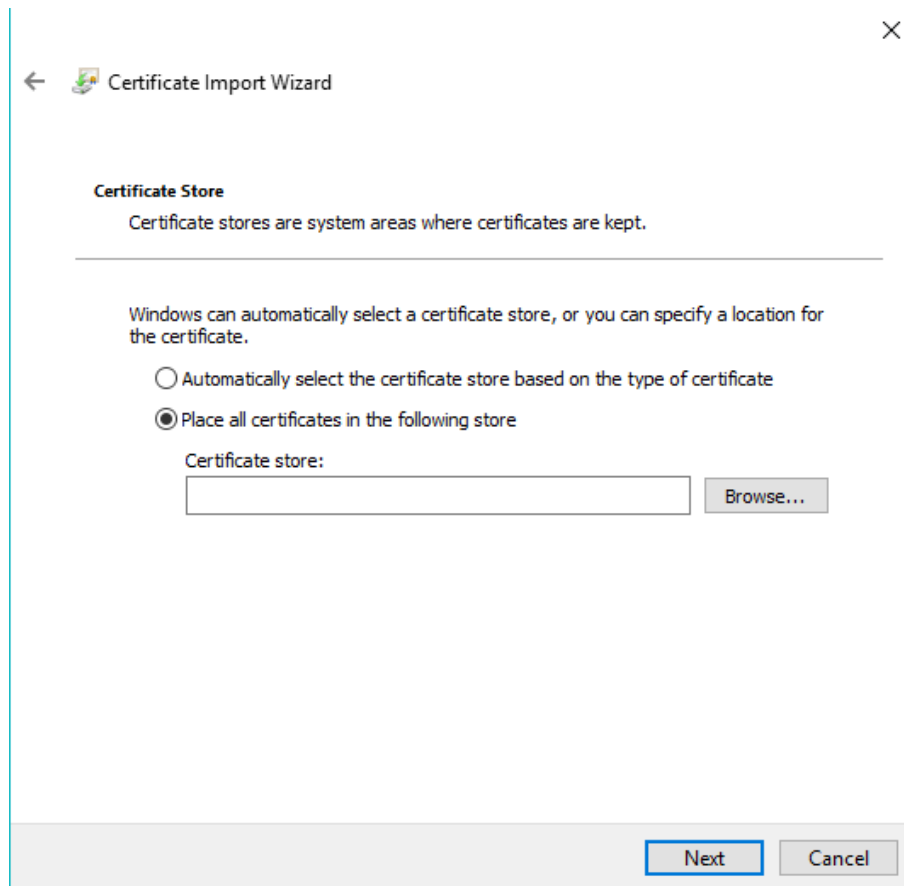 Certificate Import Wizard
Certificate Store
Certificate stores are system areas where certificates are kept.
Windows can automatically select a certificate store, or you can specify a location for
the certificate.
Automatically select the certificate store based on the type of certificate
Place all certificates in the following store
Certificate store:
Browse...
Next
Cancel